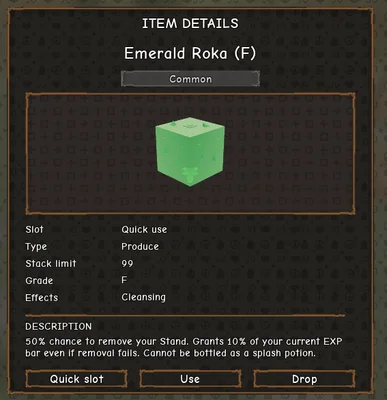 ITEM DETAILS
Emerald Roka (F)
Common
Slot Quick use
Type Produce
Stack limit 99
Grade F
Effects Cleansing
DESCRIPTION
50% chance to remove your Stand. Grants 10% of your current EXP
bar even if removal fails. Cannot be bottled as a splash potion.
Quick slot Use Drop